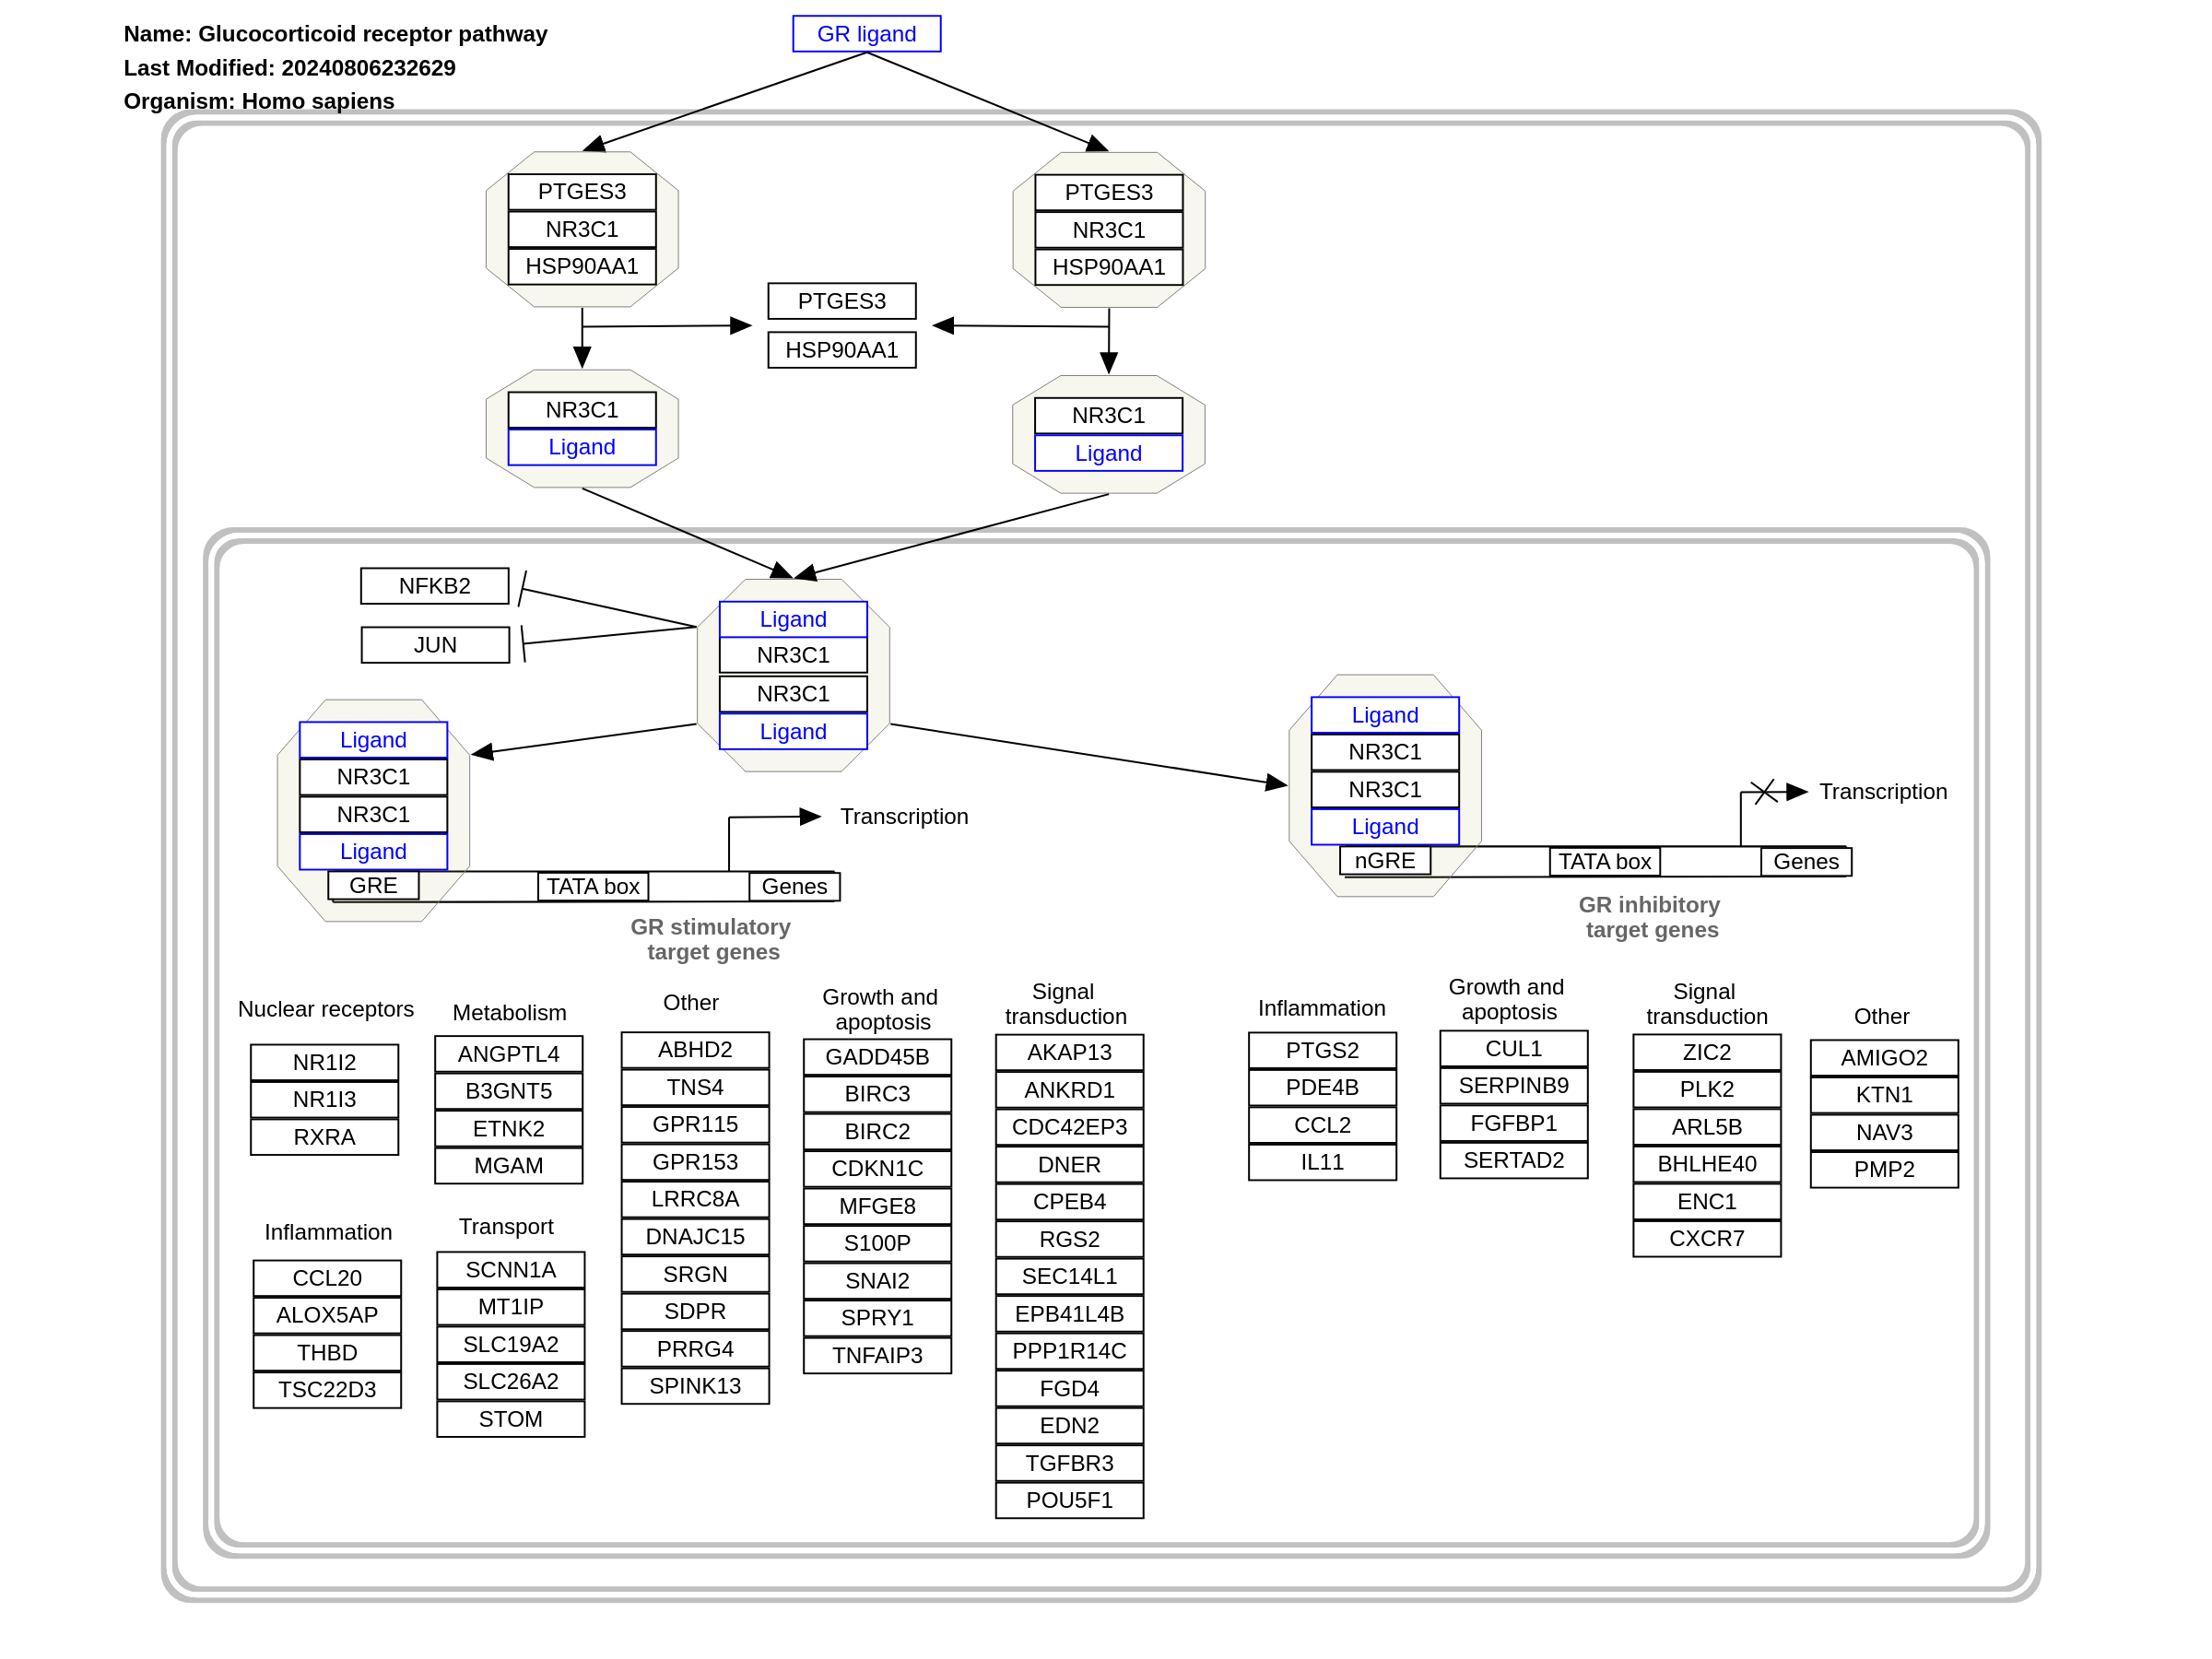 Name: Glucocorticoid receptor pathway
Last Modified: 20240806232629
Organism: Homo sapiens
GR ligand
PTGES3
NR3C1
HSP90AA1
PTGES3
NR3C1
HSP90AA1
PTGES3
HSP90AA1
NR3C1
Ligand
NR3C1
Ligand
NFKB2
JUN
Ligand
NR3C1
NR3C1
Ligand
Ligand
NR3C1
NR3C1
Ligand
GRE
TATA box
Genes
Transcription
GR stimulatory
target genes
Ligand
NR3C1
NR3C1
Ligand
nGRE
TATA box
Genes
Transcription
GR inhibitory
target genes
Nuclear receptors
NR1I2
NR1I3
RXRA
Inflammation
CCL20
ALOX5AP
THBD
TSC22D3
Metabolism
ANGPTL4
B3GNT5
ETNK2
MGAM
Transport
SCNN1A
MT1IP
SLC19A2
SLC26A2
STOM
Other
ABHD2
TNS4
GPR115
GPR153
LRRC8A
DNAJC15
SRGN
SDPR
PRRG4
SPINK13
Growth and
apoptosis
GADD45B
BIRC3
BIRC2
CDKN1C
MFGE8
S100P
SNAI2
SPRY1
TNFAIP3
Signal
transduction
AKAP13
ANKRD1
CDC42EP3
DNER
CPEB4
RGS2
SEC14L1
EPB41L4B
PPP1R14C
FGD4
EDN2
TGFBR3
POU5F1
Inflammation
PTGS2
PDE4B
CCL2
IL11
Growth and
apoptosis
CUL1
SERPINB9
FGFBP1
SERTAD2
Signal
transduction
ZIC2
PLK2
ARL5B
BHLHE40
ENC1
CXCR7
Other
AMIGO2
KTN1
NAV3
PMP2